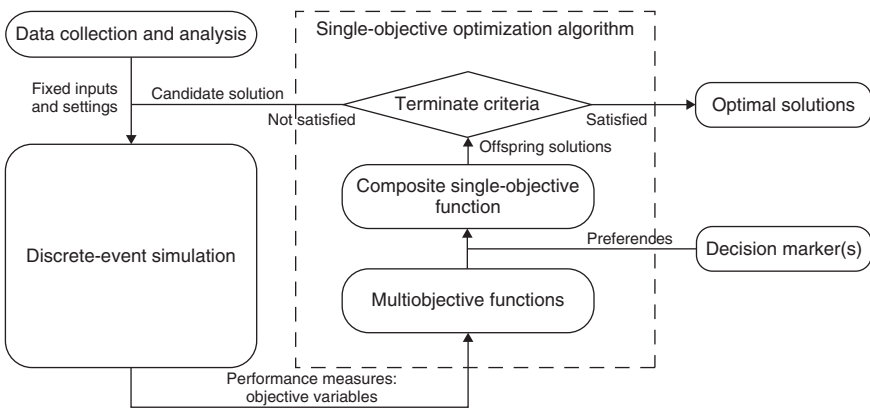 Data collection and analysis
Single-objective optimization algorithm
Fixed inputs
and settings
Candidate solution
Not satisfied
Terminate criteria
Satisfied
Optimal solutions
Offspring solutions
Composite single-objective
function
Preferences
Decision marker(s)
Discrete-event simulation
Multiobjective functions
Performance measures:
objective variables